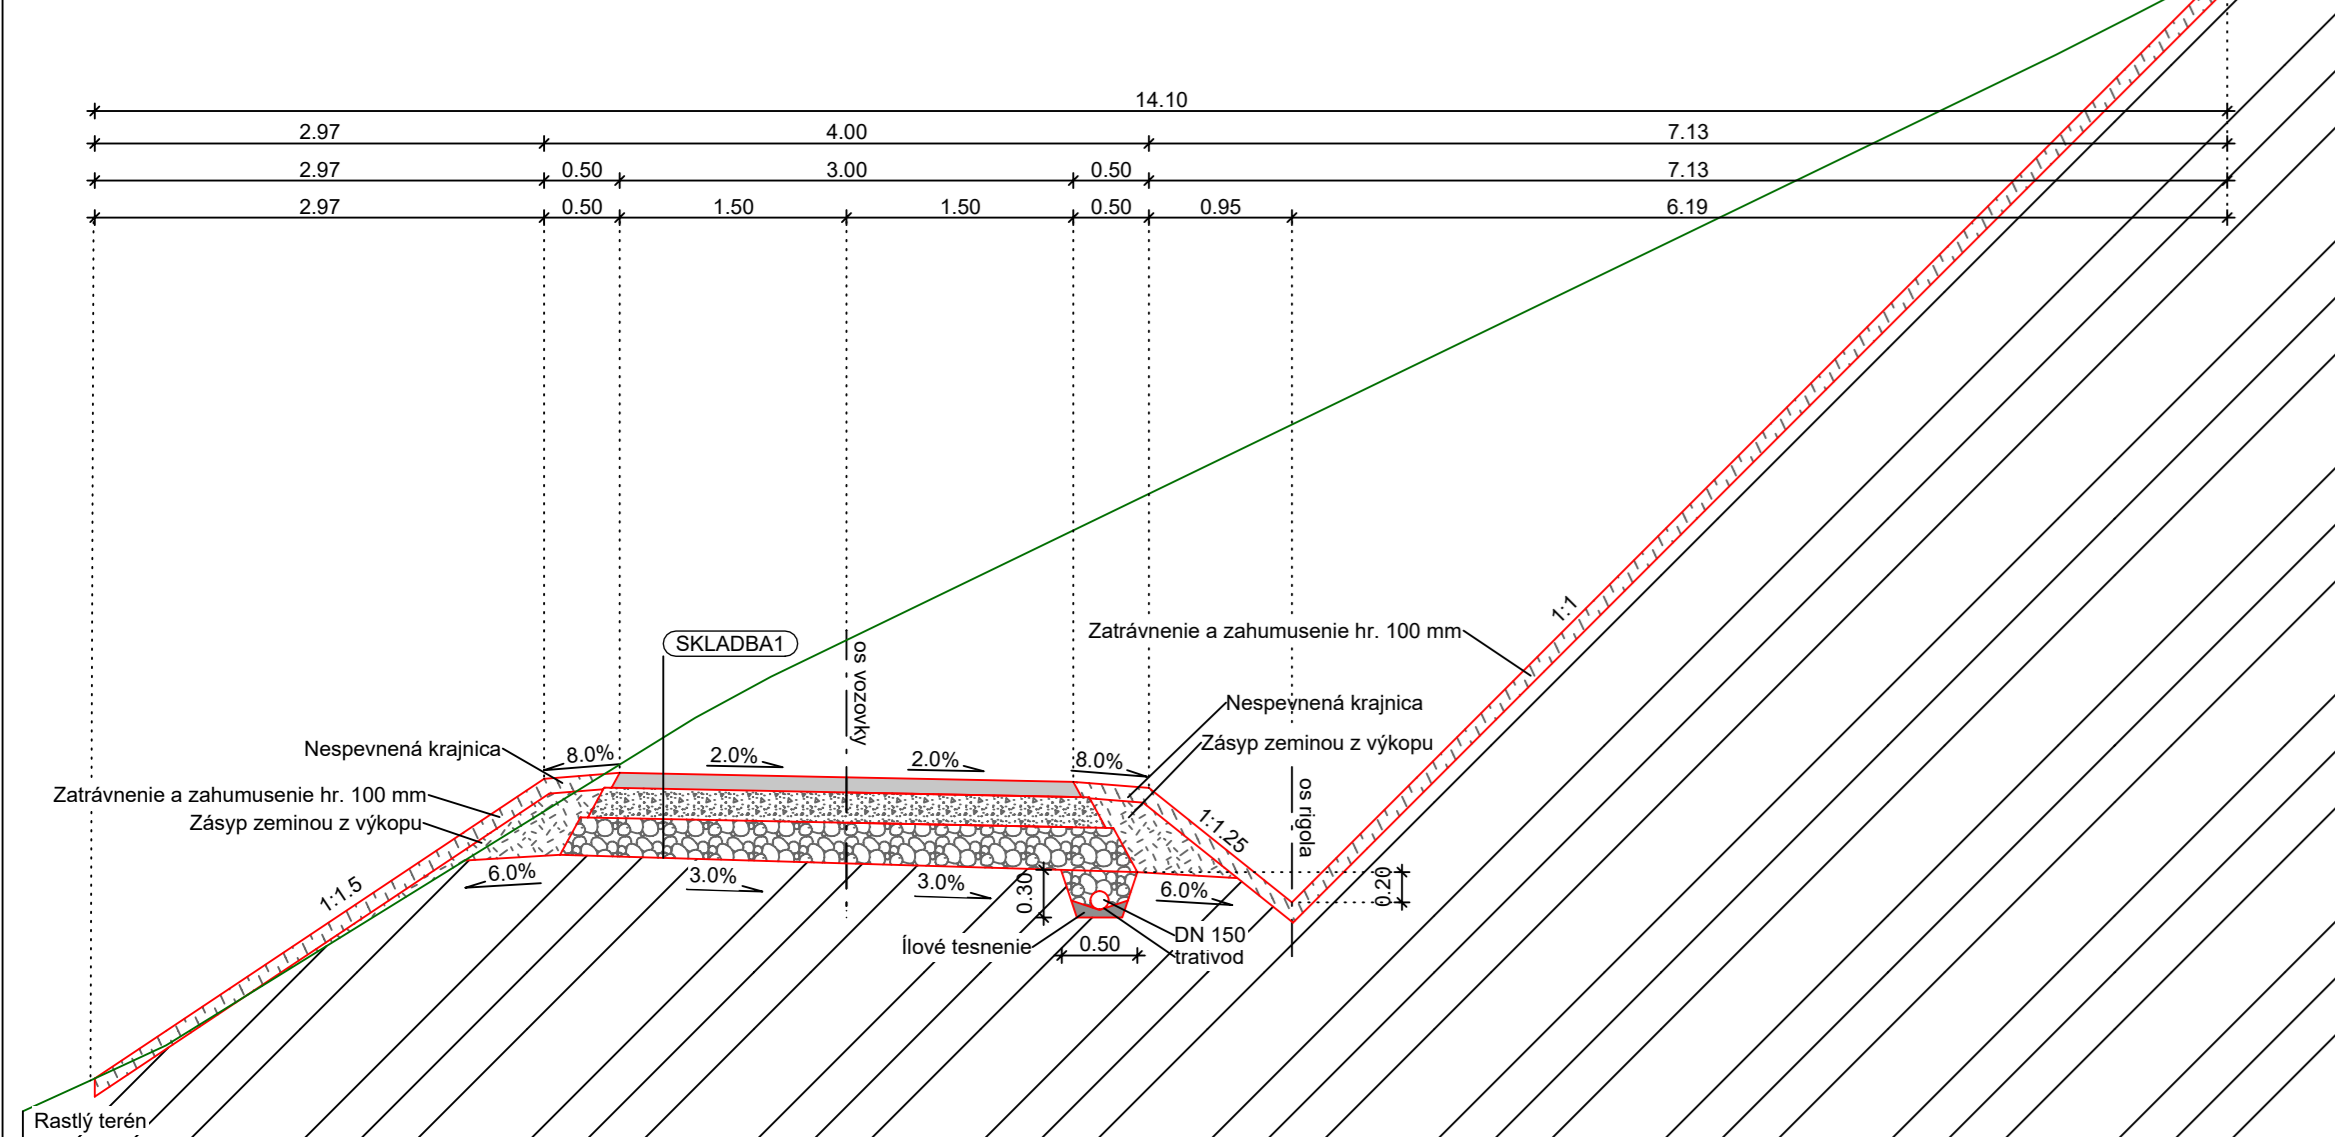 14.10
2.97 4.00 7.13
2.97 0.50 3.00 0.50 7.13
2.97 0.50 1.50 1.50 0.50 0.95 6.19
1:1
Zatrávnenie a zahumusenie hr. 100 mm
SKLADBA1
os vozovky
Nespevnená krajnica
Zásyp zeminou z výkopu
Nespevnená krajnica
8.0% 2.0% 2.0% 8.0%
Zatrávnenie a zahumusenie hr. 100 mm
Zásyp zeminou z výkopu
os rigola
1:1.25
6.0% 3.0% 3.0% 0.30 6.0% 0.20
1:1.5
Ílové tesnenie
0.50
DN 150
trativod
Rastlý terén